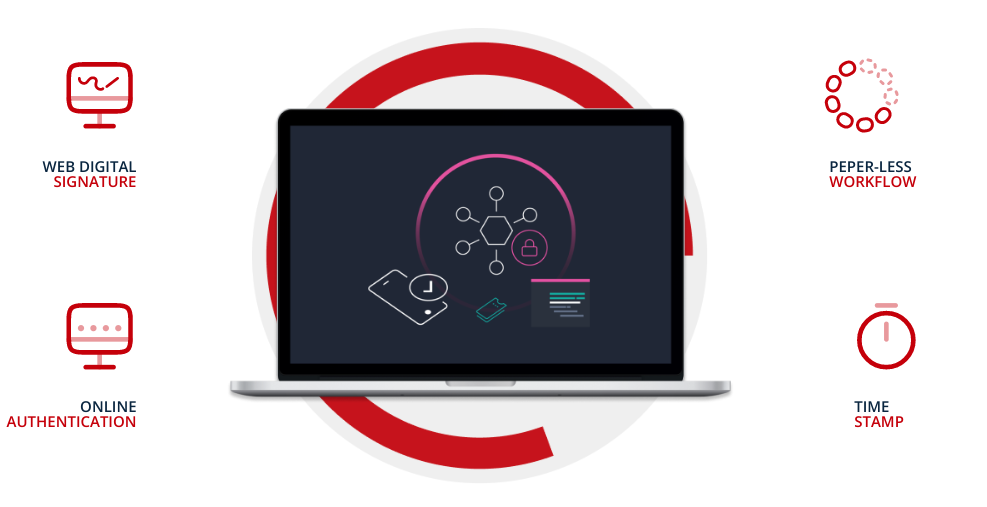 WEB DIGITAL
SIGNATURE
PEPER-LESS
WORKFLOW
ONLINE
AUTHENTICATION
TIME
STAMP